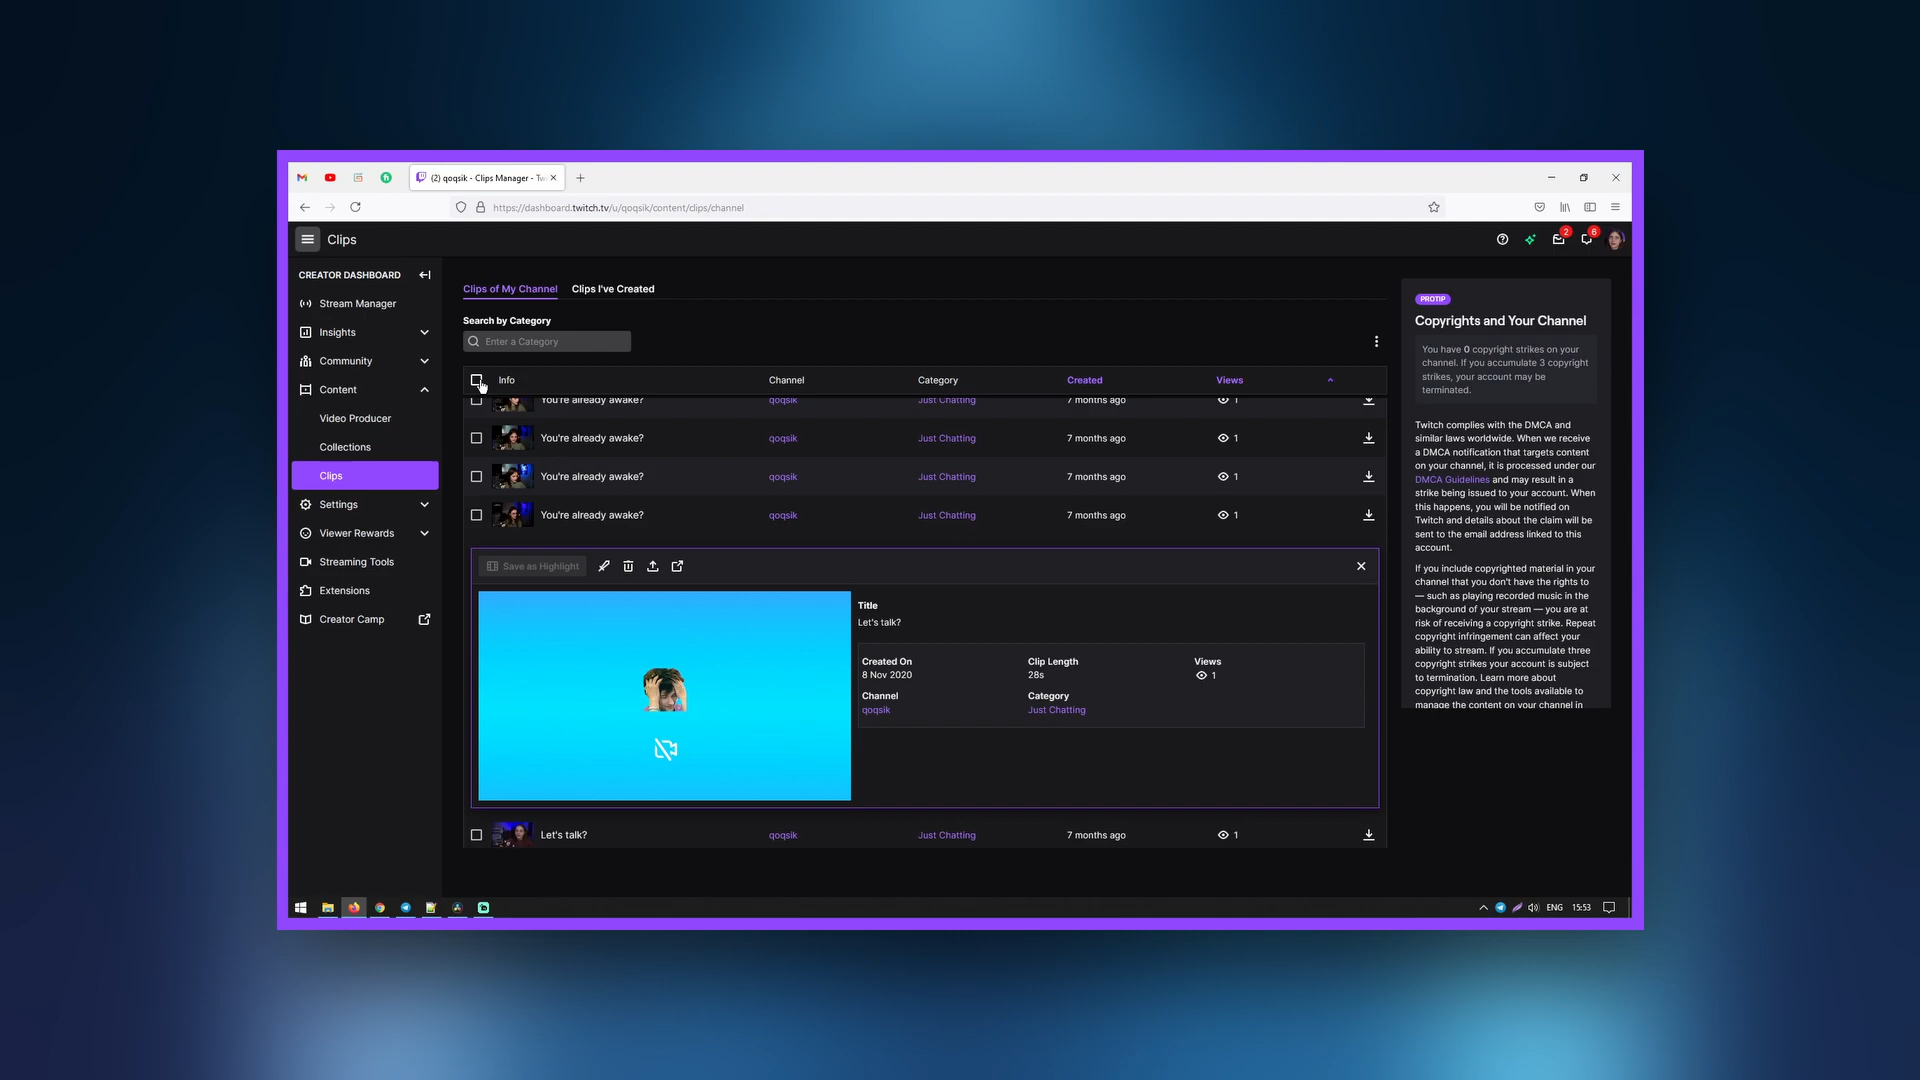 (2) qoqsik - Clips Manager - Tw
https://dashboard.twitch.tv/u/qoqsik/content/clips/channel
Clips
2
6
CREATOR DASHBOARD
Stream Manager
Insights
Community
Content
Video Producer
Collections
Clips
Settings
Viewer Rewards
Streaming Tools
Extensions
Creator Camp
Clips of My Channel
Clips I've Created
Search by Category
Enter a Category
Info Channel Category Created Views
You're already awake? qoqsik Just Chatting 7 months ago 1
You're already awake? qoqsik Just Chatting 7 months ago 1
You're already awake? qoqsik Just Chatting 7 months ago 1
You're already awake? qoqsik Just Chatting 7 months ago 1
Save as Highlight
Title
Let's talk?
Created On Clip Length Views
8 Nov 2020 28s 1
Channel Category
qoqsik Just Chatting
Let's talk? qoqsik Just Chatting 7 months ago 1
PROTIP
Copyrights and Your Channel
You have 0 copyright strikes on your
channel. If you accumulate 3 copyright
strikes, your account may be
terminated.
Twitch complies with the DMCA and
similar laws worldwide. When we receive
a DMCA notification that targets content
on your channel, it is processed under our
DMCA Guidelines and may result in a
strike being issued to your account. When
this happens, you will be notified on
Twitch and details about the claim will be
sent to the email address linked to this
account.
If you include copyrighted material in your
channel that you don't have the rights to
— such as playing recorded music in the
background of your stream — you are at
risk of receiving a copyright strike. Repeat
copyright infringement can affect your
ability to stream. If you accumulate three
copyright strikes your account is subject
to termination. Learn more about
copyright law and the tools available to
manage the content on your channel in
ENG 15:53